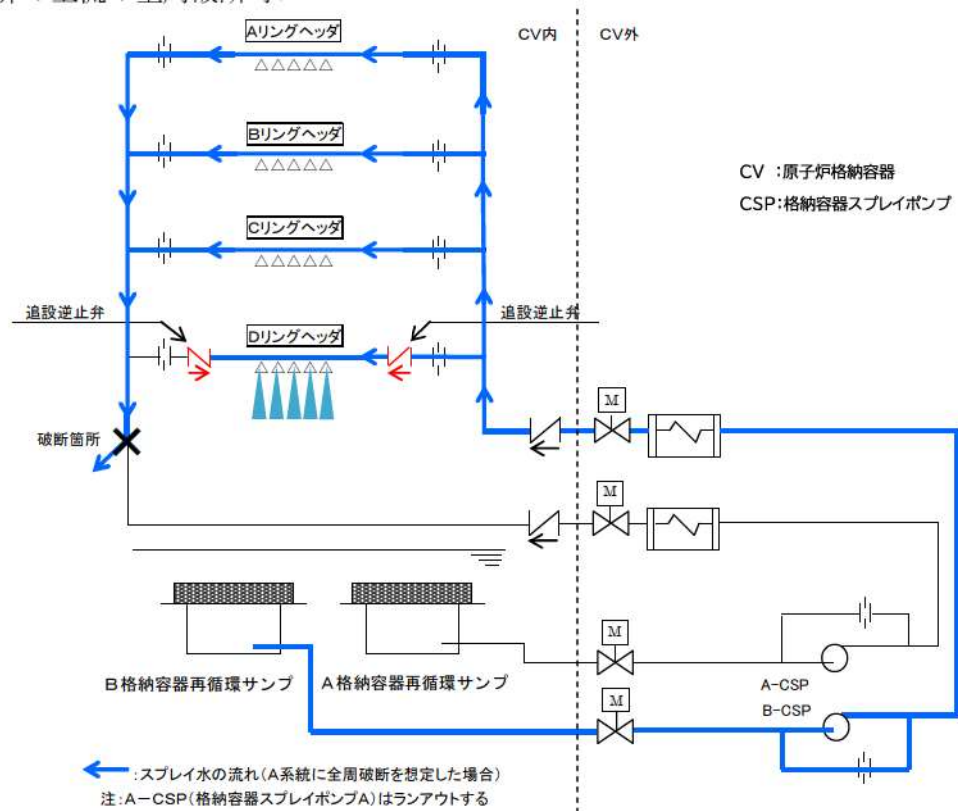 Aリングヘッダ
CV内
CV外
Bリングヘッダ
CV :原子炉格納容器
CSP:格納容器スプレイポンプ
Cリングヘッダ
追設逆止弁
Dリングヘッダ
追設逆止弁
M
破断箇所
M
M
B格納容器再循環サンプ
A格納容器再循環サンプ
A-CSP
B-CSP
M
:スプレイ水の流れ(A系統に全周破断を想定した場合)
注:A-CSP(格納容器スプレイポンプA)はランアウトする